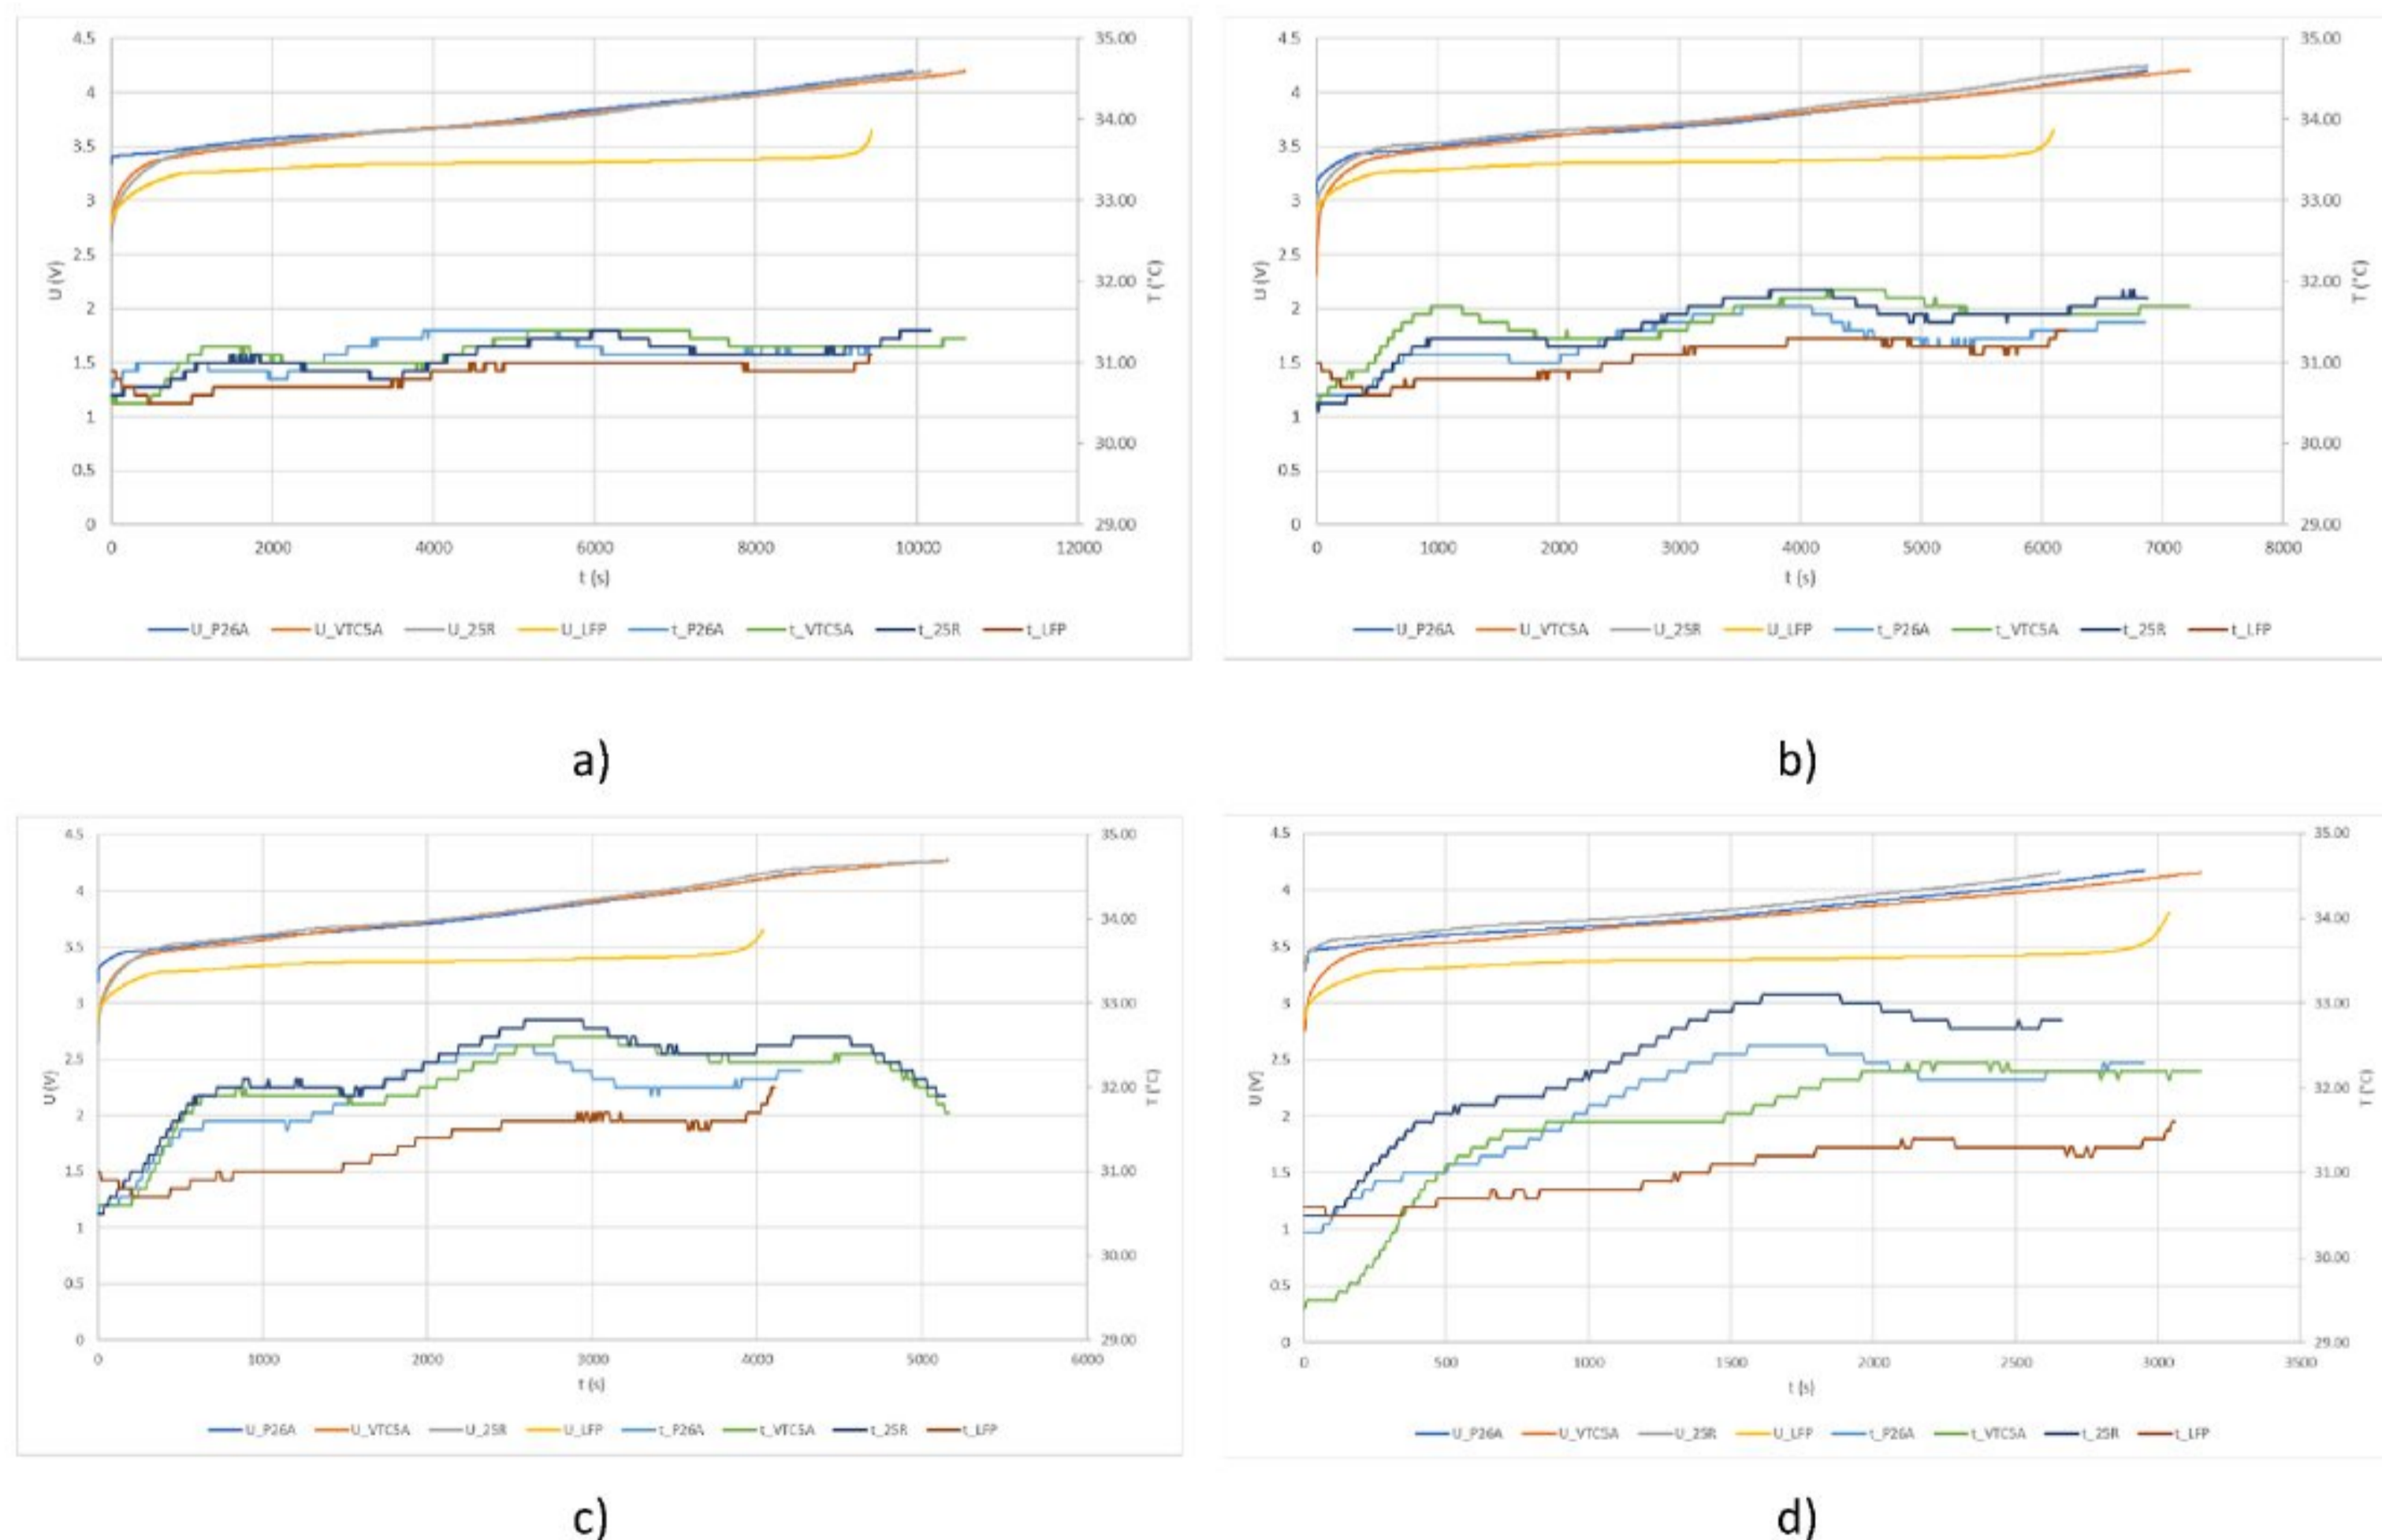 4.5
4
3.5
3
2.5
2
1.5
1
0.5
0
U (V)
35.00
34.00
33.00
32.00
31.00
30.00
29.00
T (°C)
0 2000 4000 6000 8000 10000 12000
t (s)
U_P26A U_VTC5A U_25R U_LFP t_P26A t_VTC5A t_25R t_LFP
a)
4.5
4
3.5
3
2.5
2
1.5
1
0.5
0
U (V)
35.00
34.00
33.00
32.00
31.00
30.00
29.00
T (°C)
0 1000 2000 3000 4000 5000 6000 7000 8000
t (s)
U_P26A U_VTC5A U_25R U_LFP t_P26A t_VTC5A t_25R t_LFP
b)
4.5
4
3.5
3
2.5
2
1.5
1
0.5
0
U (V)
35.00
34.00
33.00
32.00
31.00
30.00
29.00
T (°C)
0 1000 2000 3000 4000 5000 6000
t (s)
U_P26A U_VTC5A U_25R U_LFP t_P26A t_VTC5A t_25R t_LFP
c)
4.5
4
3.5
3
2.5
2
1.5
1
0.5
0
U (V)
35.00
34.00
33.00
32.00
31.00
30.00
29.00
T (°C)
0 500 1000 1500 2000 2500 3000 3500
t (s)
U_P26A U_VTC5A U_25R U_LFP t_P26A t_VTC5A t_25R t_LFP
d)